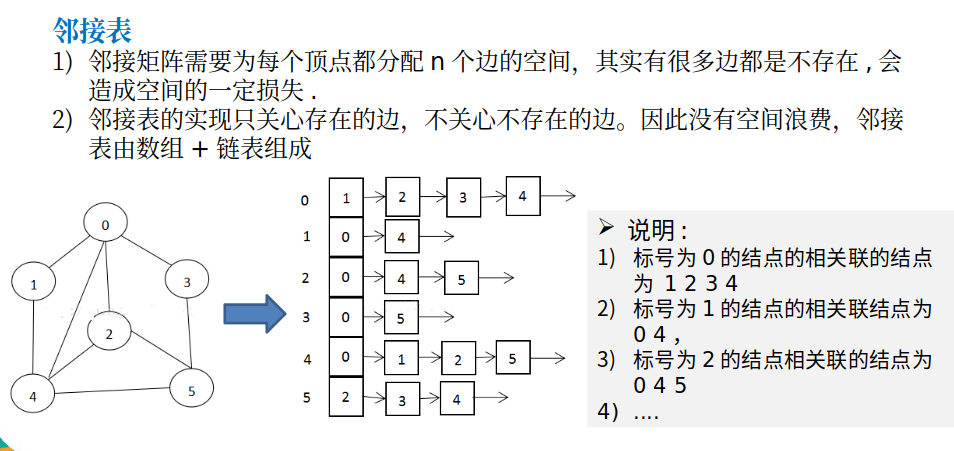 邻接表
1) 邻接矩阵需要为每个顶点都分配 n 个边的空间，其实有很多边都是不存在 , 会
造成空间的一定损失 .
2) 邻接表的实现只关心存在的边，不关心不存在的边。因此没有空间浪费，邻接
表由数组 + 链表组成
0
1
3
2
4
5
0 1 2 3 4
1 0 4
2 0 4 5
3 0 5
4 0 1 2 5
5 2 3 4
➢ 说明 :
1) 标号为 0 的结点的相关联的结点
为 1 2 3 4
2) 标号为 1 的结点的相关联结点为
0 4 ，
3) 标号为 2 的结点相关联的结点为
0 4 5
4) ....